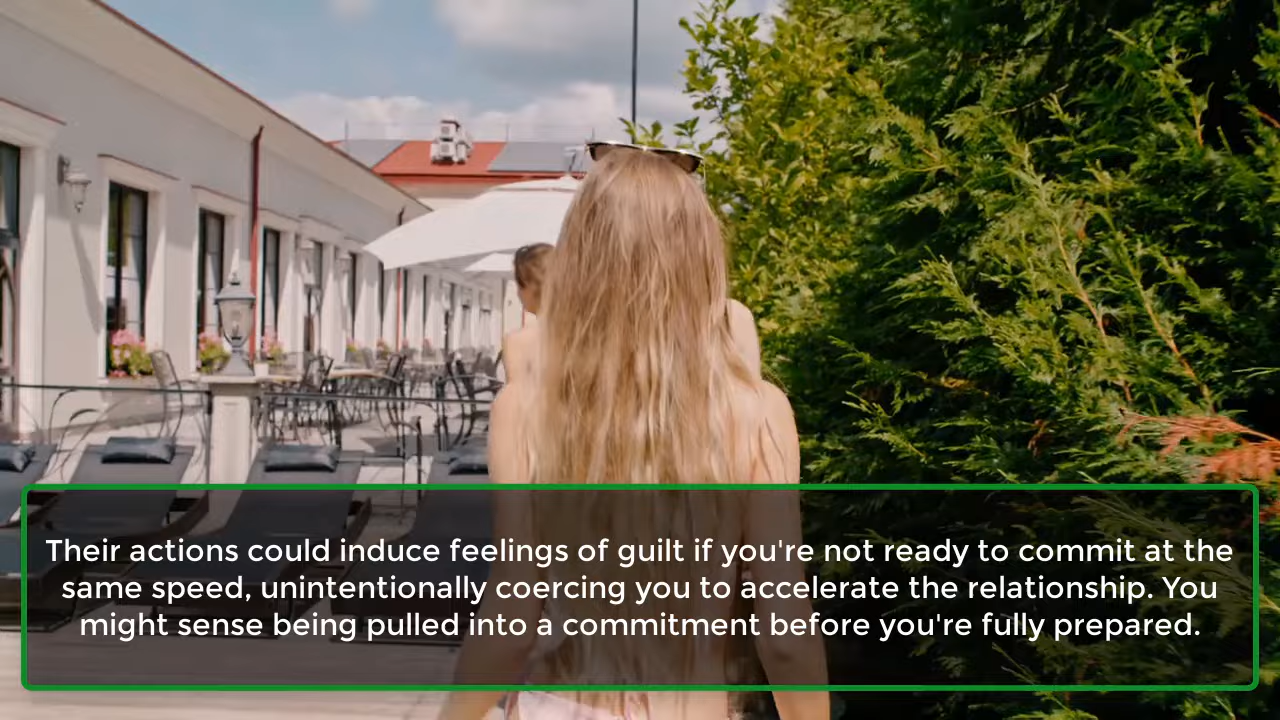 Their actions could induce feelings of guilt if you're not ready to commit at the
same speed, unintentionally coercing you to accelerate the relationship. You
might sense being pulled into a commitment before you're fully prepared.